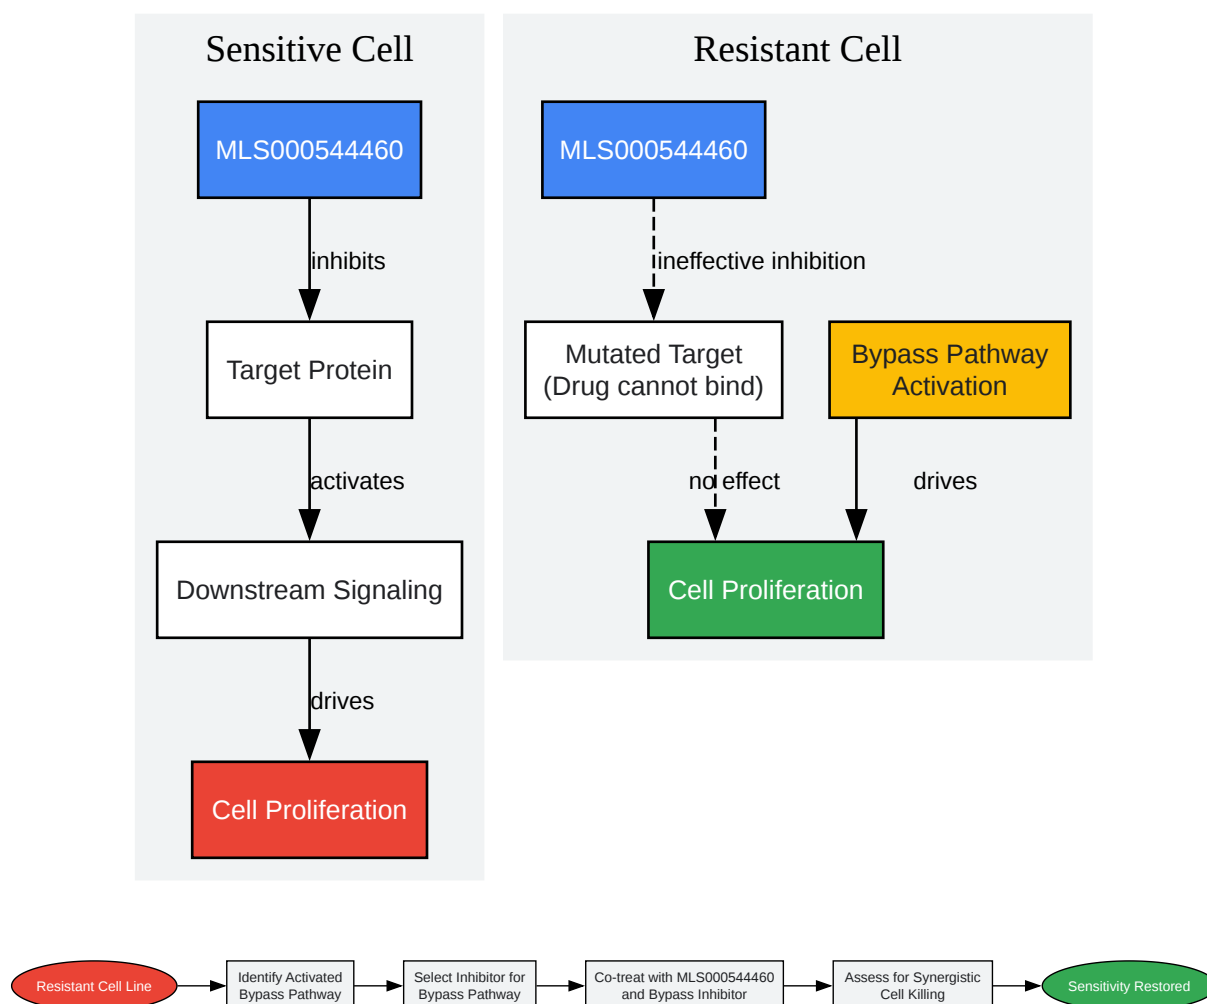 Sensitive Cell
MLS000544460
inhibits
Target Protein
activates
Downstream Signaling
drives
Cell Proliferation
Resistant Cell
MLS000544460
ineffective inhibition
Mutated Target
(Drug cannot bind)
Bypass Pathway
Activation
no effect
drives
Cell Proliferation
Resistant Cell Line
Identify Activated
Bypass Pathway
Select Inhibitor for
Bypass Pathway
Co-treat with MLS000544460
and Bypass Inhibitor
Assess for Synergistic
Cell Killing
Sensitivity Restored